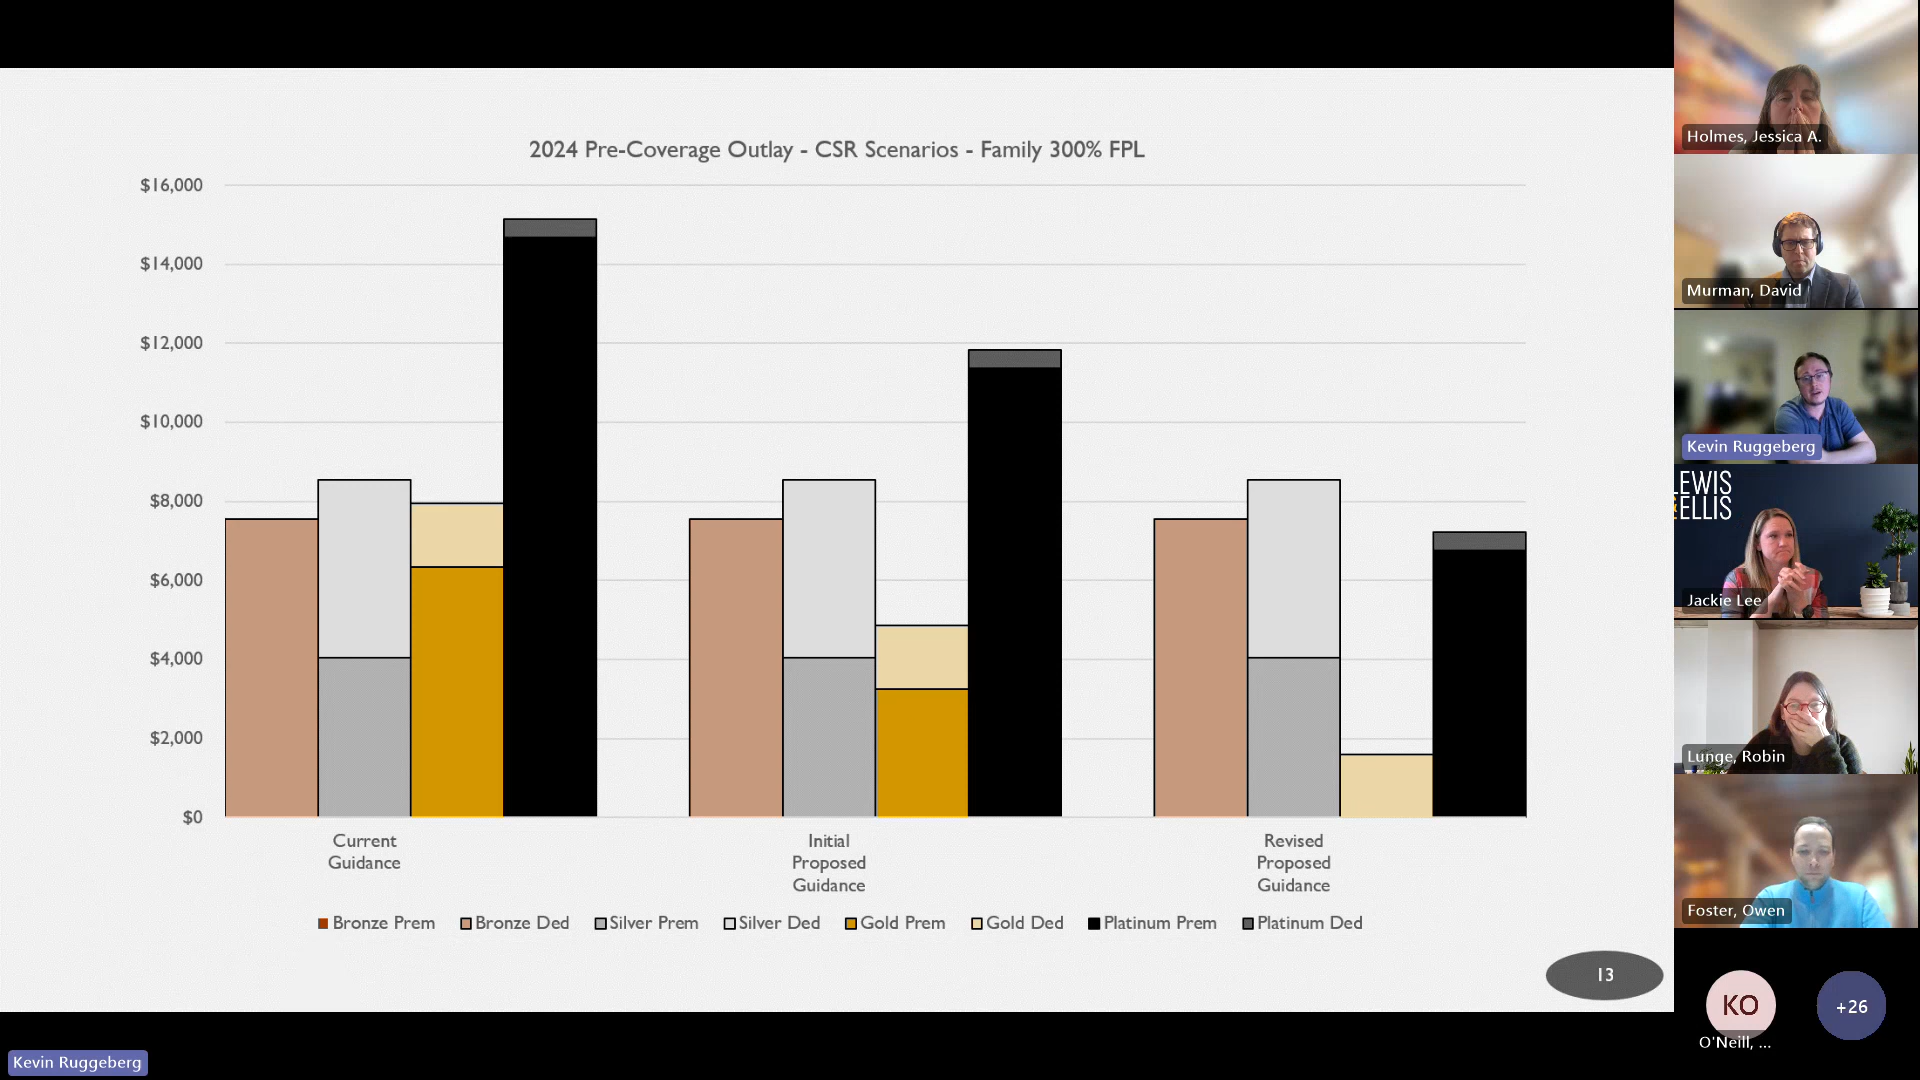 2024 Pre-Coverage Outlay - CSR Scenarios - Family 300% FPL
$16,000
$14,000
$12,000
$10,000
$8,000
$6,000
$4,000
$2,000
$0
Current
Guidance
Initial
Proposed
Guidance
Revised
Proposed
Guidance
Bronze Prem
Bronze Ded
Silver Prem
Silver Ded
Gold Prem
Gold Ded
Platinum Prem
Platinum Ded
13
Holmes, Jessica A.
Murman, David
Kevin Ruggeberg
LEWIS
&ELLIS
Jackie Lee
Lunge, Robin
Foster, Owen
KO
O'Neill, ...
+26
Kevin Ruggeberg